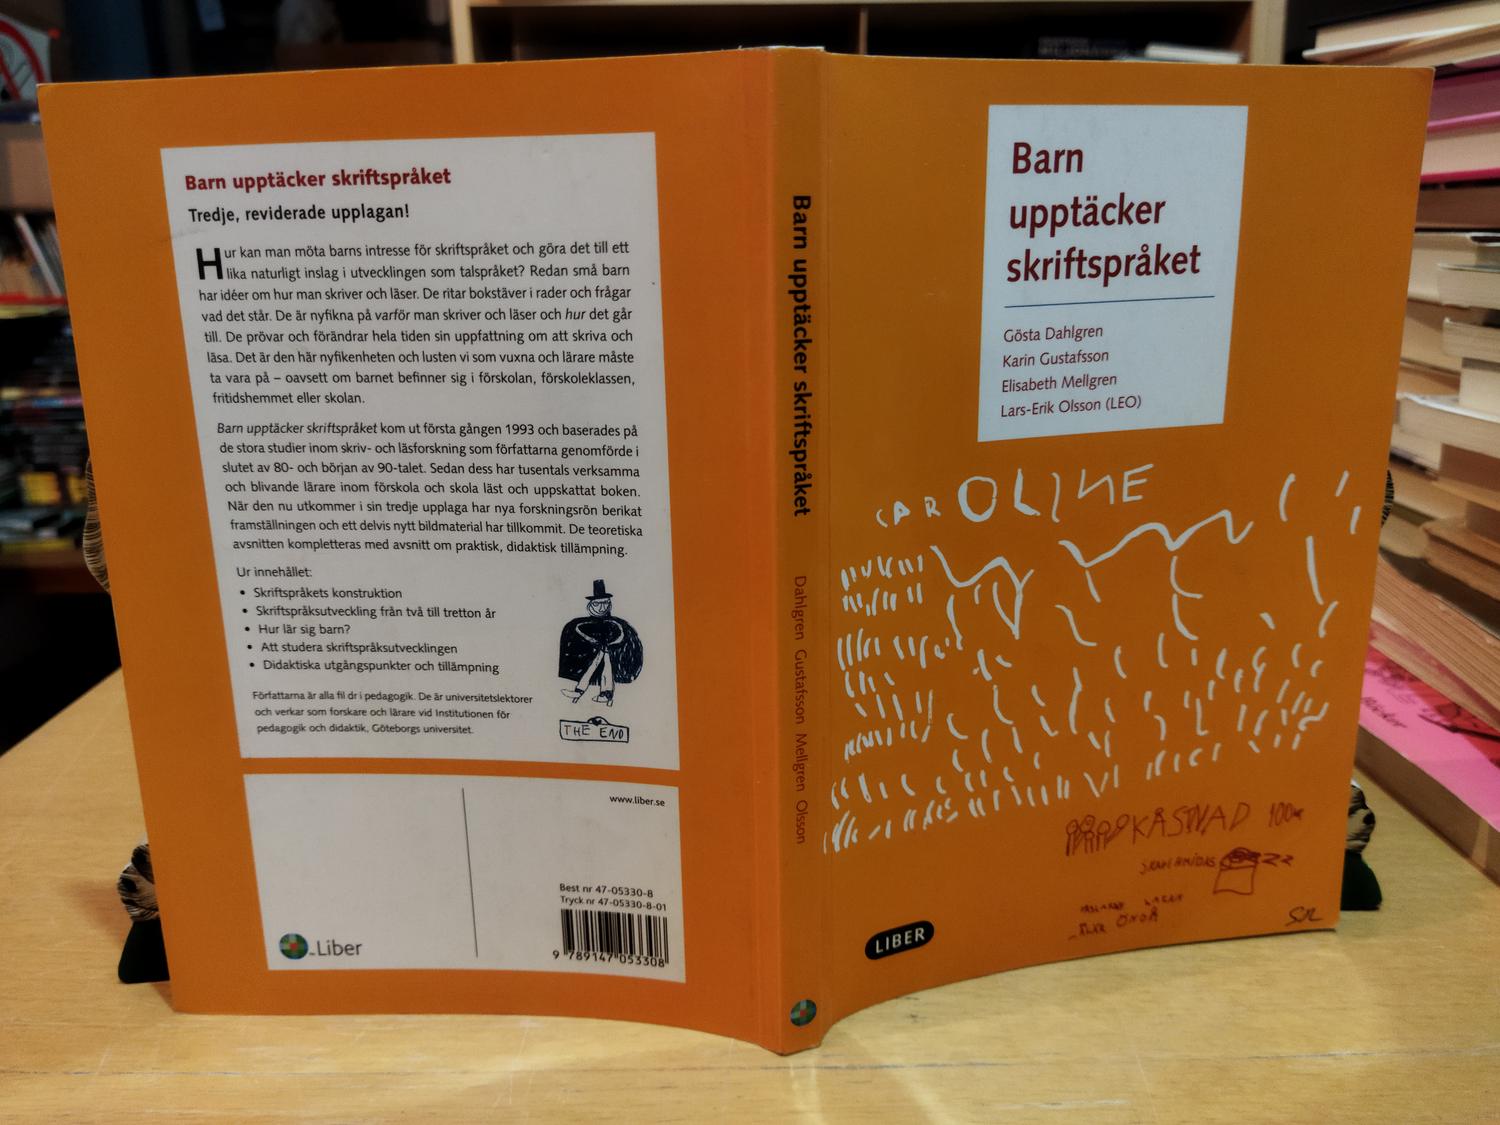 Barn upptäcker skriftspråket
Tredje, reviderade upplagan!
Hur kan man möta barns intresse för skriftspråket och göra det till ett
lika naturligt inslag i utvecklingen som talspråket? Redan små barn
har idéer om hur man skriver och läser. De ritar bokstäver i rader och frågar
vad det står. De är nyfikna på varför man skriver och läser och hur det går
till. De prövar och förändrar hela tiden sin uppfattning om att skriva och
läsa. Det är den här nyfikenheten och lusten vi som vuxna och lärare måste
ta vara på – oavsett om barnet befinner sig i förskolan, förskoleklassen,
fritidshemmet eller skolan.
Barn upptäcker skriftspråket kom ut första gången 1993 och baserades på
de stora studier inom skriv- och läsforskning som författarna genomförde i
slutet av 80- och början av 90-talet. Sedan dess har tusentals verksamma
och blivande lärare inom förskola och skola läst och uppskattat boken.
När den nu utkommer i sin tredje upplaga har nya forskningsrön berikat
framställningen och ett delvis nytt bildmaterial har tillkommit. De teoretiska
avsnitten kompletteras med avsnitt om praktisk, didaktisk tillämpning.
Ur innehållet:
• Skriftspråkets konstruktion
• Skriftspråksutveckling från två till tretton år
• Hur lär sig barn?
• Att studera skriftspråksutvecklingen
• Didaktiska utgångspunkter och tillämpning
Författarna är alla fil dr i pedagogik. De är universitetslektorer
och verkar som forskare och lärare vid Institutionen för
pedagogik och didaktik, Göteborgs universitet.
THE END
www.liber.se
Best nr 47-05330-8
Tryck nr 47-05330-8-01
9 789147 053308
Liber
Barn upptäcker skriftspråket
Dahlgren Gustafsson Mellgren Olsson
Barn
upptäcker
skriftspråket
Gösta Dahlgren
Karin Gustafsson
Elisabeth Mellgren
Lars-Erik Olsson (LEO)
CAROLINE
KASTNAD 100
LIBER